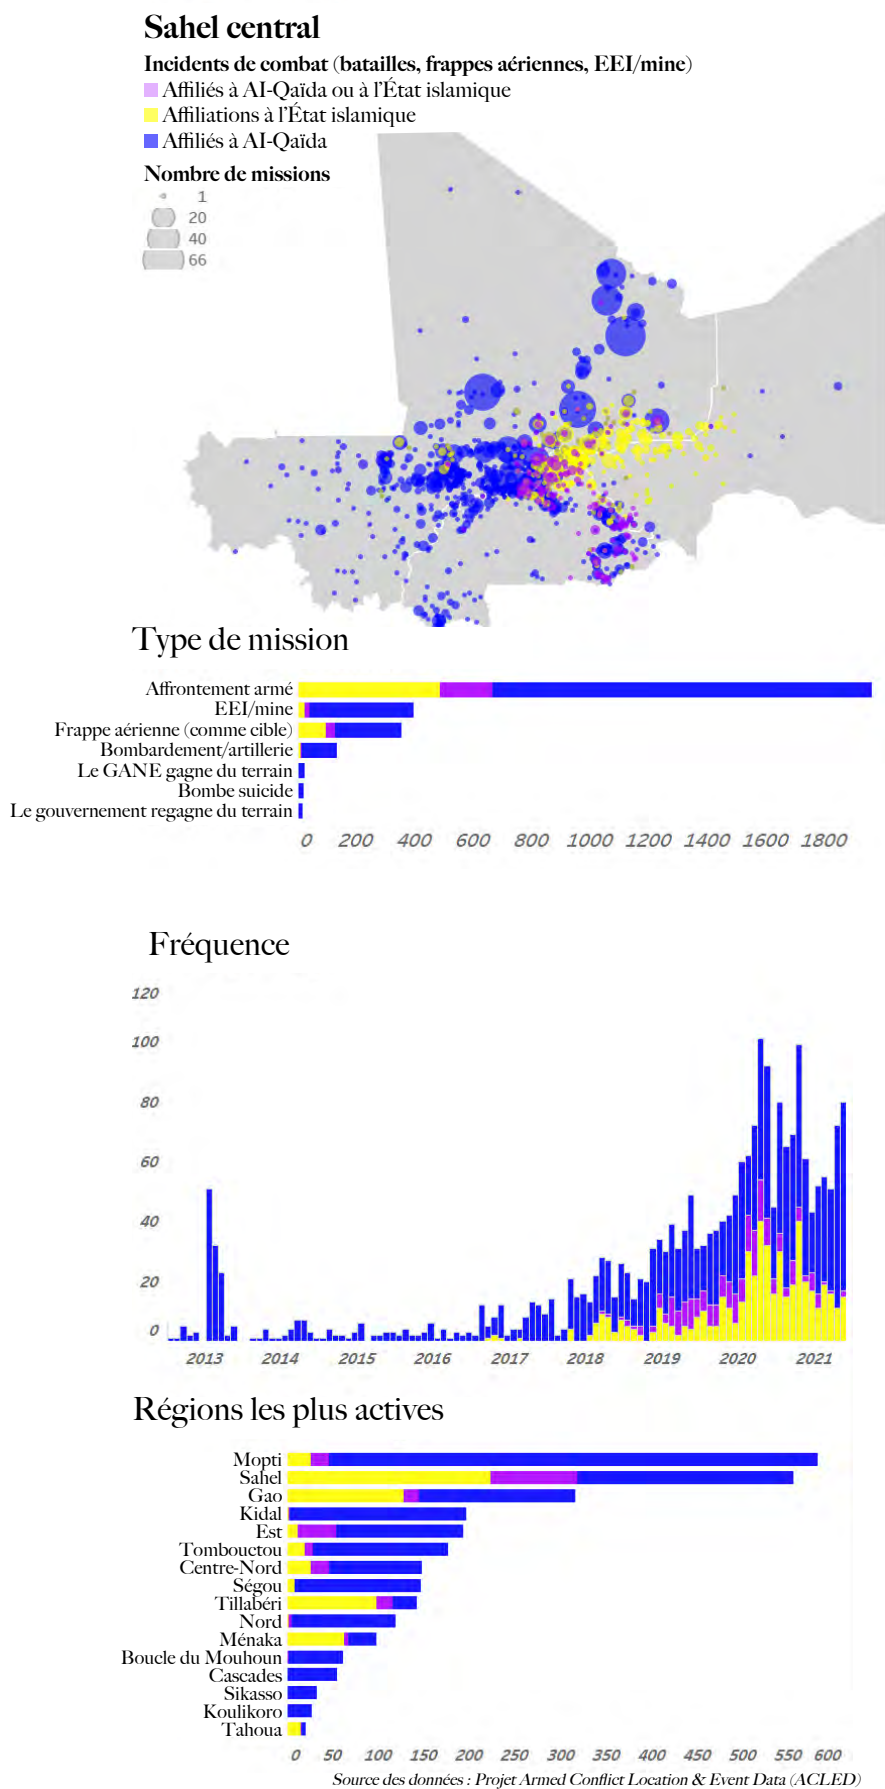 Sahel central
Incidents de combat (batailles, frappes aériennes, EEI/mine)
Affiliés à AI-Qaïda ou à l'État islamique
Affiliations à l'État islamique
Affiliés à AI-Qaïda
Nombre de missions
1
20
40
66
Type de mission
Affrontement armé
EEI/mine
Frappe aérienne (comme cible)
Bombardement/artillerie
Le GANE gagne du terrain
Bombe suicide
Le gouvernement regagne du terrain
0 200 400 600 800 1000 1200 1400 1600 1800
Fréquence
120
100
80
60
40
20
0
2013 2014 2015 2016 2017 2018 2019 2020 2021
Régions les plus actives
Mopti
Sahel
Gao
Kidal
Est
Tombouctou
Centre-Nord
Ségou
Tillabéri
Nord
Ménaka
Boucle du Mouhoun
Cascades
Sikasso
Koulikoro
Tahoua
0 50 100 150 200 250 300 350 400 450 500 550 600
Source des données : Projet Armed Conflict Location & Event Data (ACLED)